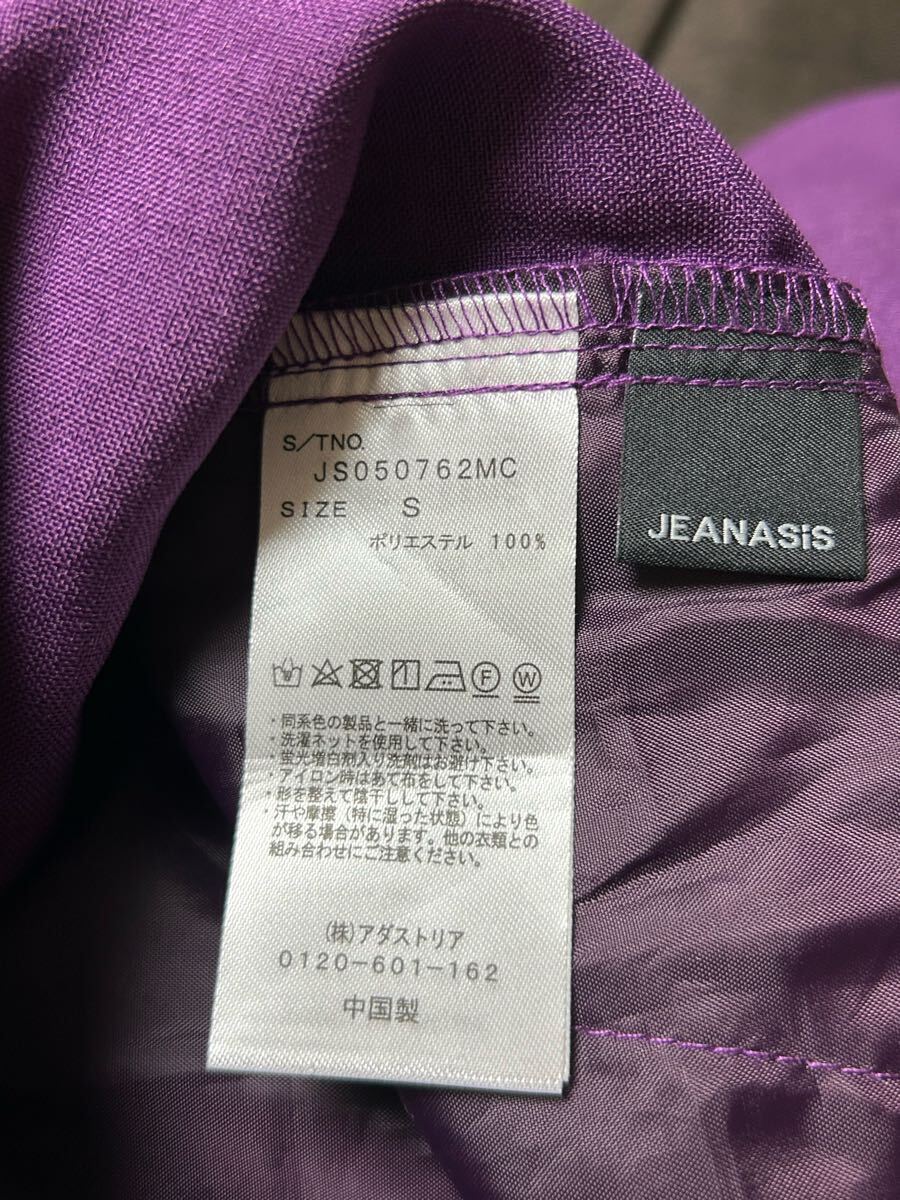 S/TNO.
JS050762MC
SIZE S
ポリエステル 100%
F W
・同系色の製品と一緒に洗って下さい。
・洗濯ネットを使用して下さい。
・蛍光増白剤入り洗剤はお避け下さい。
・アイロン時はあて布をして下さい。
・形を整えて陰干しして下さい。
・汗や摩擦（特に湿った状態）により色
が移る場合があります。他の衣類との
組み合わせにご注意ください。
(株)アダストリア
0120-601-162
中国製
JEANASiS